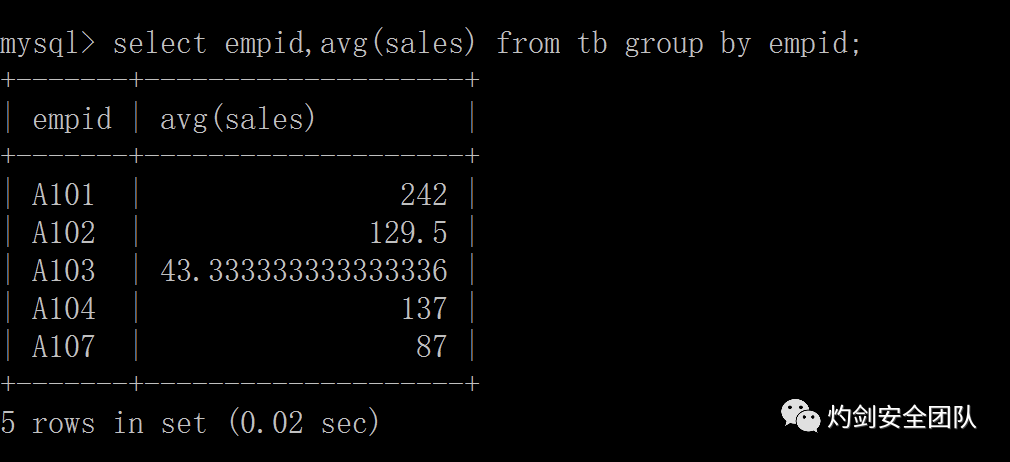 mysql> select empid,avg(sales) from tb group by empid;
+-------+--------------------+
| empid | avg(sales)         |
+-------+--------------------+
| A101  |                242 |
| A102  |              129.5 |
| A103  | 43.333333333333336 |
| A104  |                137 |
| A107  |                 87 |
+-------+--------------------+
5 rows in set (0.02 sec)
灼剑安全团队